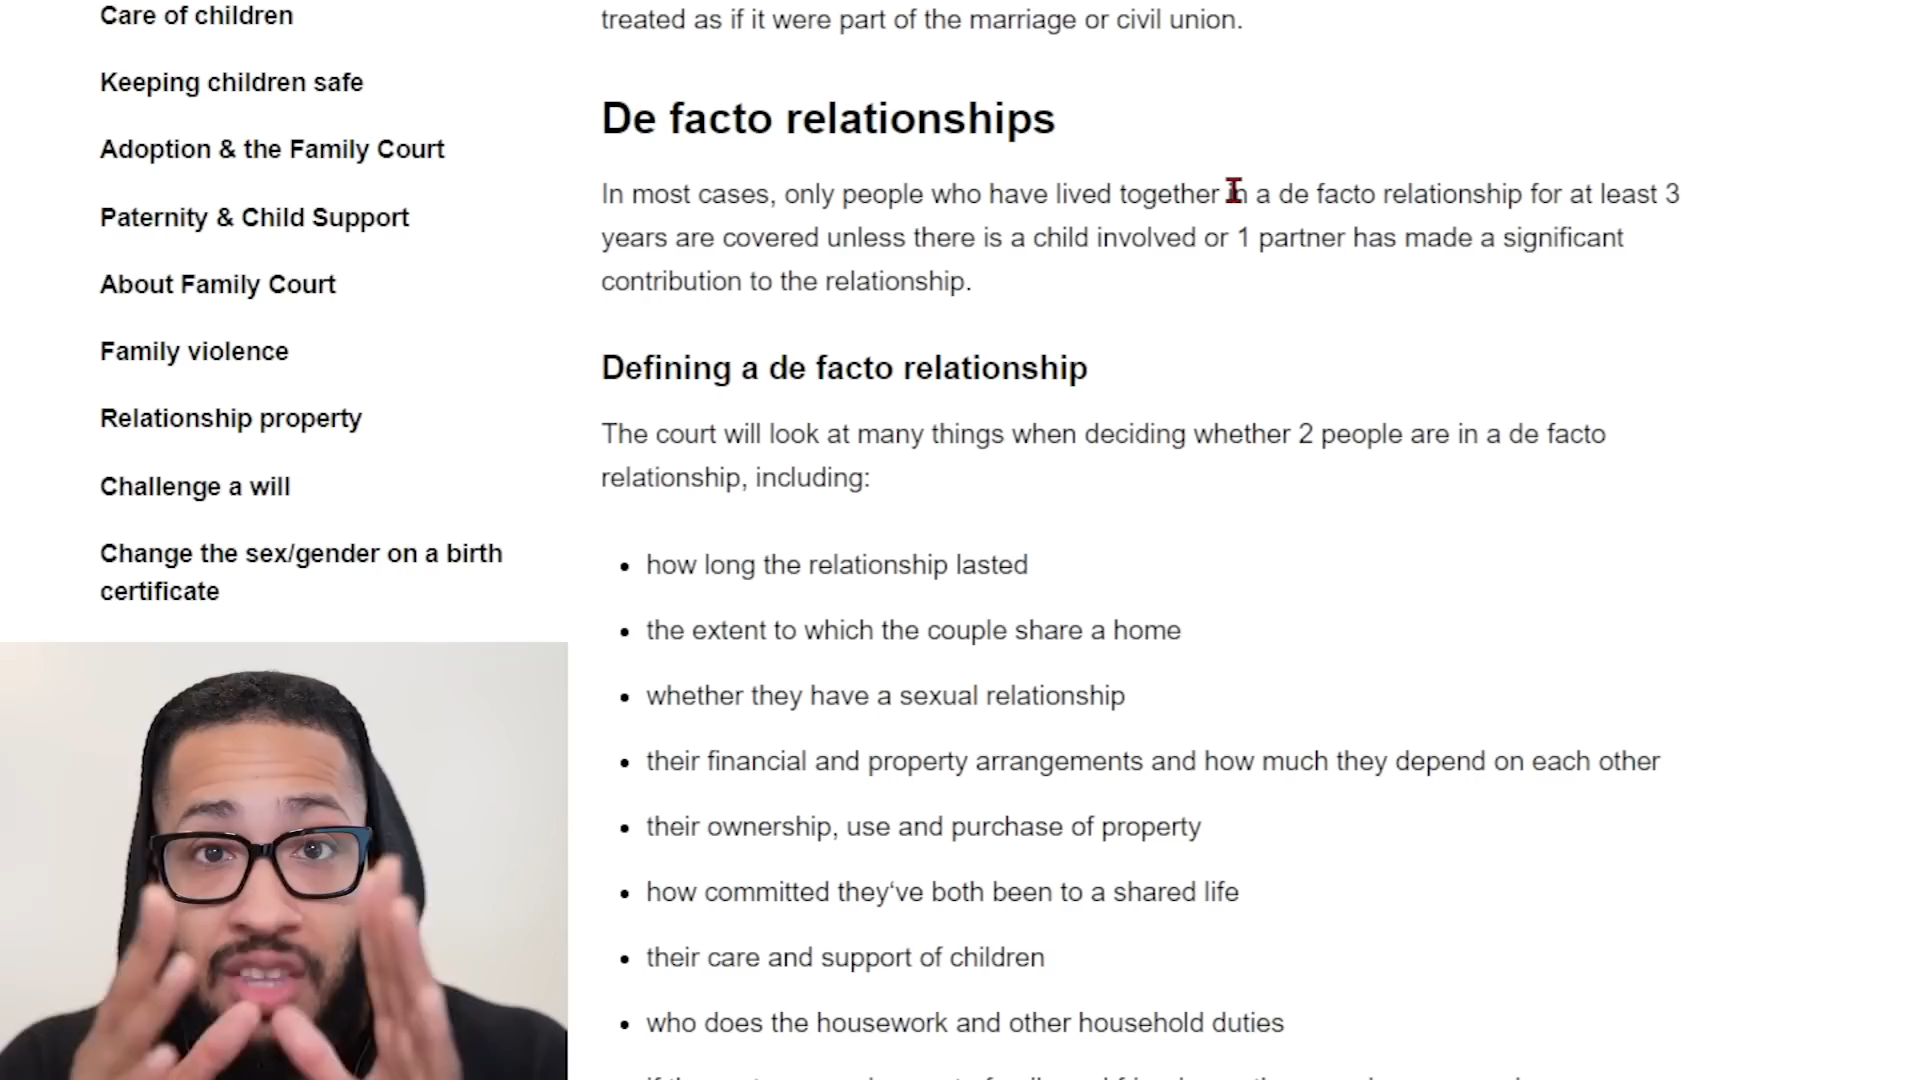 Care of children
Keeping children safe
Adoption & the Family Court
Paternity & Child Support
About Family Court
Family violence
Relationship property
Challenge a will
Change the sex/gender on a birth
certificate
treated as if it were part of the marriage or civil union.
De facto relationships
In most cases, only people who have lived together in a de facto relationship for at least 3
years are covered unless there is a child involved or 1 partner has made a significant
contribution to the relationship.
Defining a de facto relationship
The court will look at many things when deciding whether 2 people are in a de facto
relationship, including:
• how long the relationship lasted
• the extent to which the couple share a home
• whether they have a sexual relationship
• their financial and property arrangements and how much they depend on each other
• their ownership, use and purchase of property
• how committed they‘ve both been to a shared life
• their care and support of children
• who does the housework and other household duties